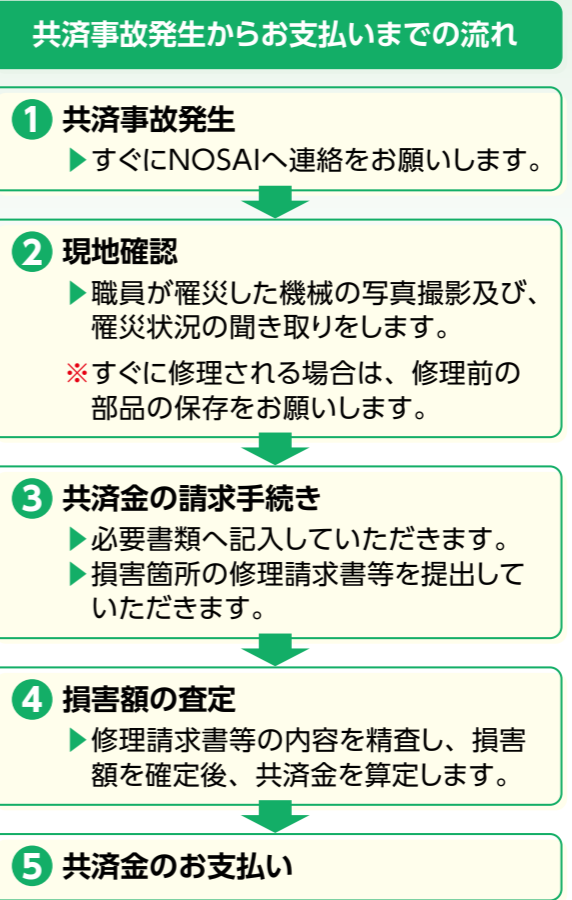 共済事故発生からお支払いまでの流れ
1 共済事故発生
▶すぐにNOSAIへ連絡をお願いします。
2 現地確認
▶職員が罹災した機械の写真撮影及び、
罹災状況の聞き取りをします。
※すぐに修理される場合は、修理前の
部品の保存をお願いします。
3 共済金の請求手続き
▶必要書類へ記入していただきます。
▶損害箇所の修理請求書等を提出して
いただきます。
4 損害額の査定
▶修理請求書等の内容を精査し、損害
額を確定後、共済金を算定します。
5 共済金のお支払い